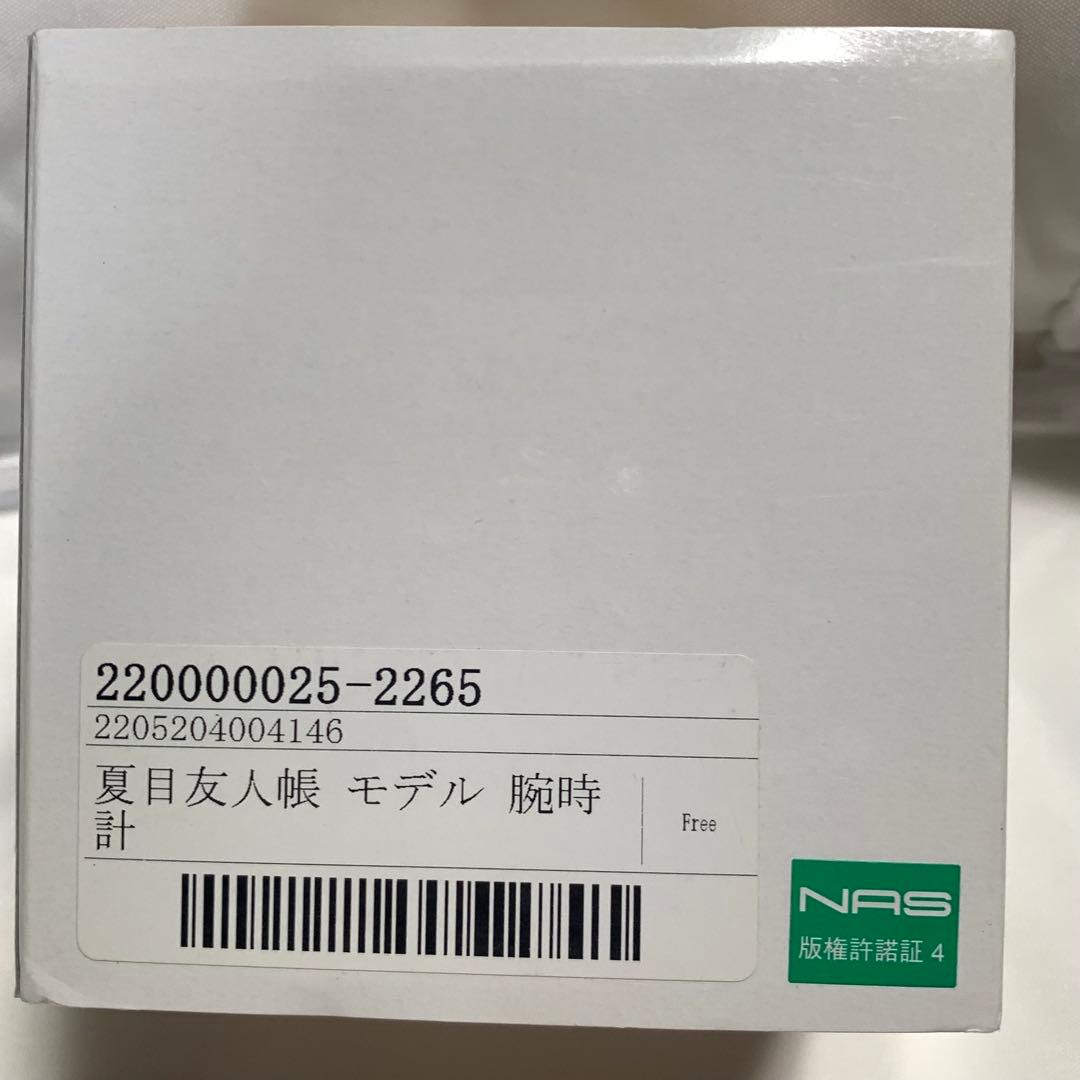 220000025-2265
2205204004146
夏目友人帳 モデル 腕時
計
Free
NAS
版権許諾証 4